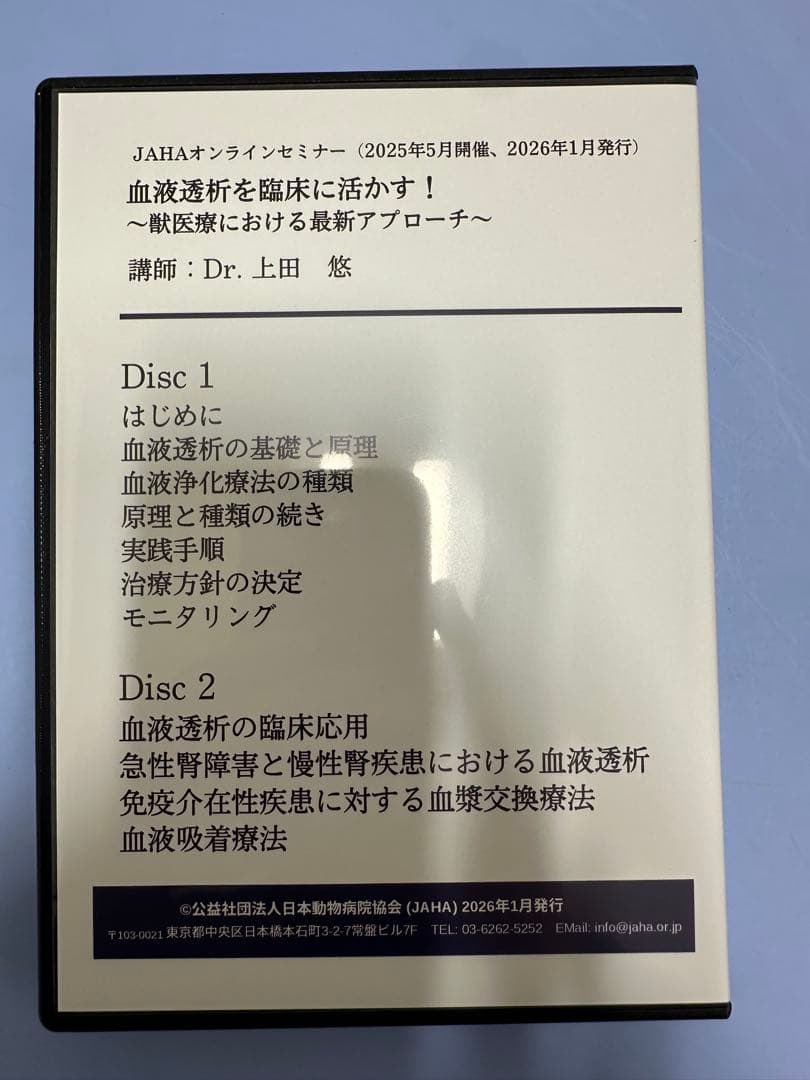 JAHAオンラインセミナー（2025年5月開催、2026年1月発行）
血液透析を臨床に活かす！
～獣医療における最新アプローチ～
講師：Dr. 上田　悠
Disc 1
はじめに
血液透析の基礎と原理
血液浄化療法の種類
原理と種類の続き
実践手順
治療方針の決定
モニタリング
Disc 2
血液透析の臨床応用
急性腎障害と慢性腎疾患における血液透析
免疫介在性疾患に対する血漿交換療法
血液吸着療法
©公益社団法人日本動物病院協会 (JAHA) 2026年1月発行
〒103-0021 東京都中央区日本橋本石町3-2-7常盤ビル7F　TEL: 03-6262-5252　EMail: info@jaha.or.jp